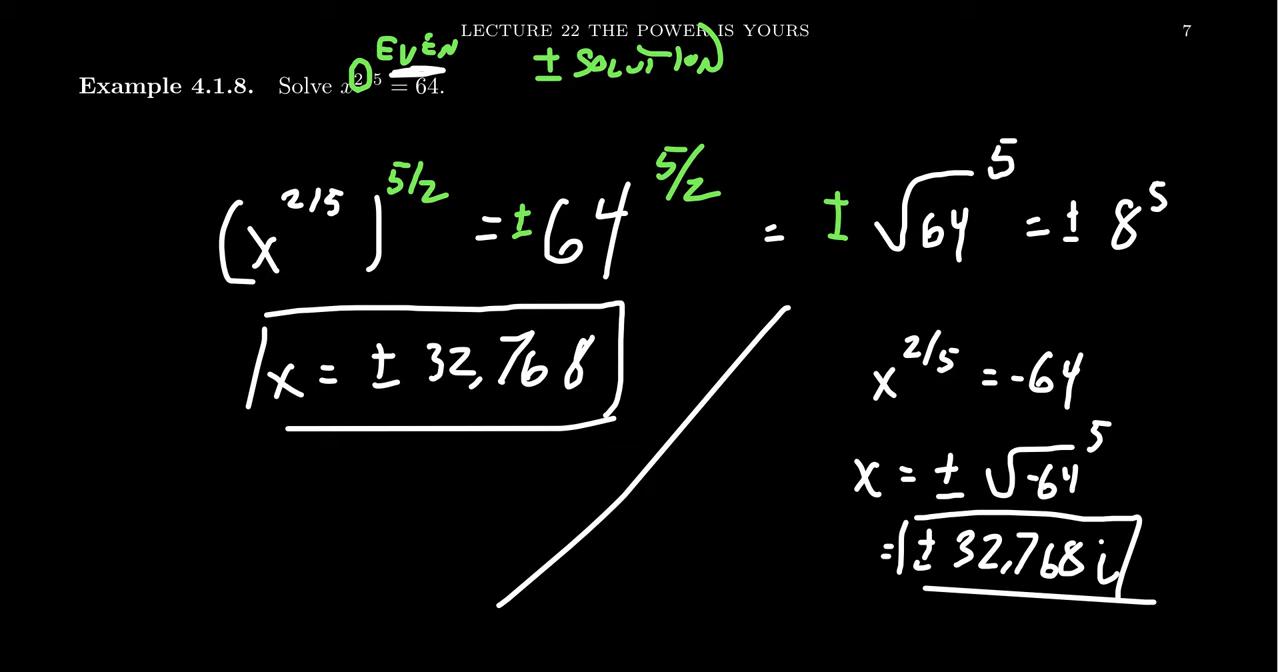 LECTURE 22 THE POWER IS YOURS 7
EVEN ± SOLUTION
Example 4.1.8. Solve x^2/5 = 64.
(x^2/5)^5/2 = ±64^5/2 = ±√64^5 = ±8^5
x = ± 32,768
x^2/5 = -64
x = ± √-64^5
= ± 32,768 i